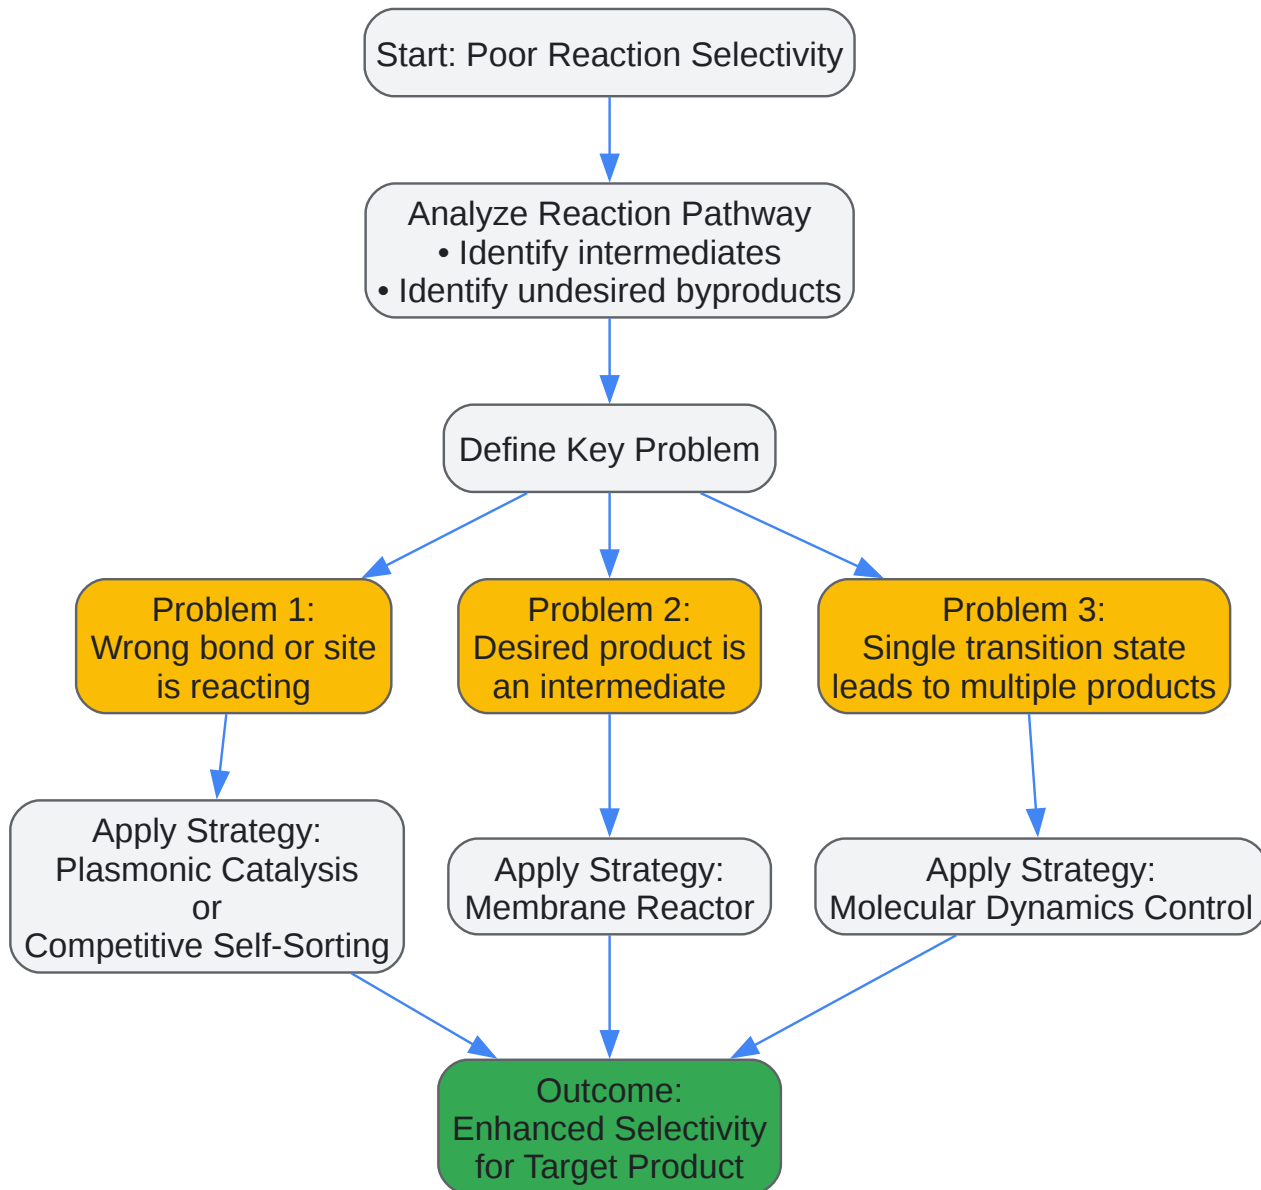 Start: Poor Reaction Selectivity
Analyze Reaction Pathway
• Identify intermediates
• Identify undesired byproducts
Define Key Problem
Problem 1:
Wrong bond or site
is reacting
Problem 2:
Desired product is
an intermediate
Problem 3:
Single transition state
leads to multiple products
Apply Strategy:
Plasmonic Catalysis
or
Competitive Self-Sorting
Apply Strategy:
Membrane Reactor
Apply Strategy:
Molecular Dynamics Control
Outcome:
Enhanced Selectivity
for Target Product